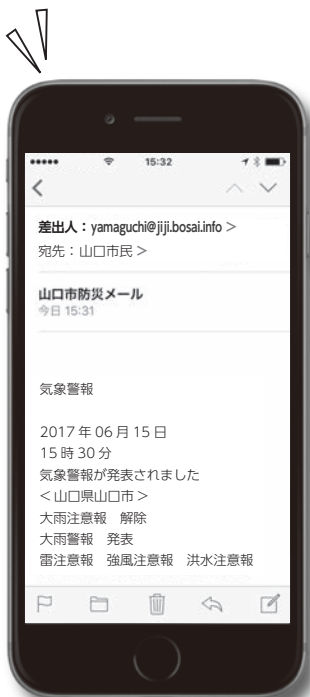 15:32
差出人：yamaguchi@jiji.bosai.info >
宛先：山口市民 >
山口市防災メール
今日 15:31
気象警報
2017 年 06 月 15 日
15 時 30 分
気象警報が発表されました
＜山口県山口市＞
大雨注意報　解除
大雨警報　発表
雷注意報　強風注意報　洪水注意報